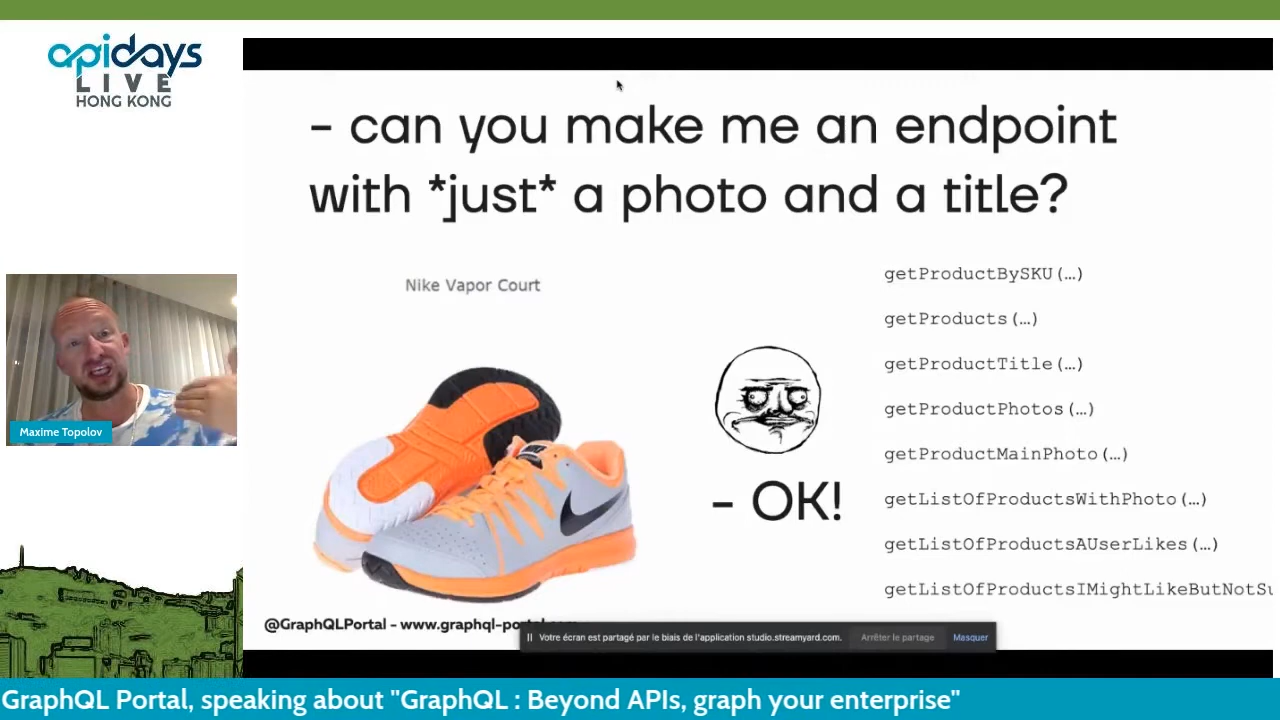 apidays
LIVE
HONG KONG
– can you make me an endpoint
with *just* a photo and a title?
Nike Vapor Court
getProductBySKU(…)
getProducts(…)
getProductTitle(…)
getProductPhotos(…)
getProductMainPhoto(…)
getListOfProductsWithPhoto(…)
getListOfProductsAUserLikes(…)
getListOfProductsIMightLikeButNotSu
– OK!
Maxime Topolov
@GraphQLPortal – www.graphql-portal.com
Votre écran est partagé par le biais de l'application studio.streamyard.com. Arrêter le partage Masquer
GraphQL Portal, speaking about "GraphQL : Beyond APIs, graph your enterprise"